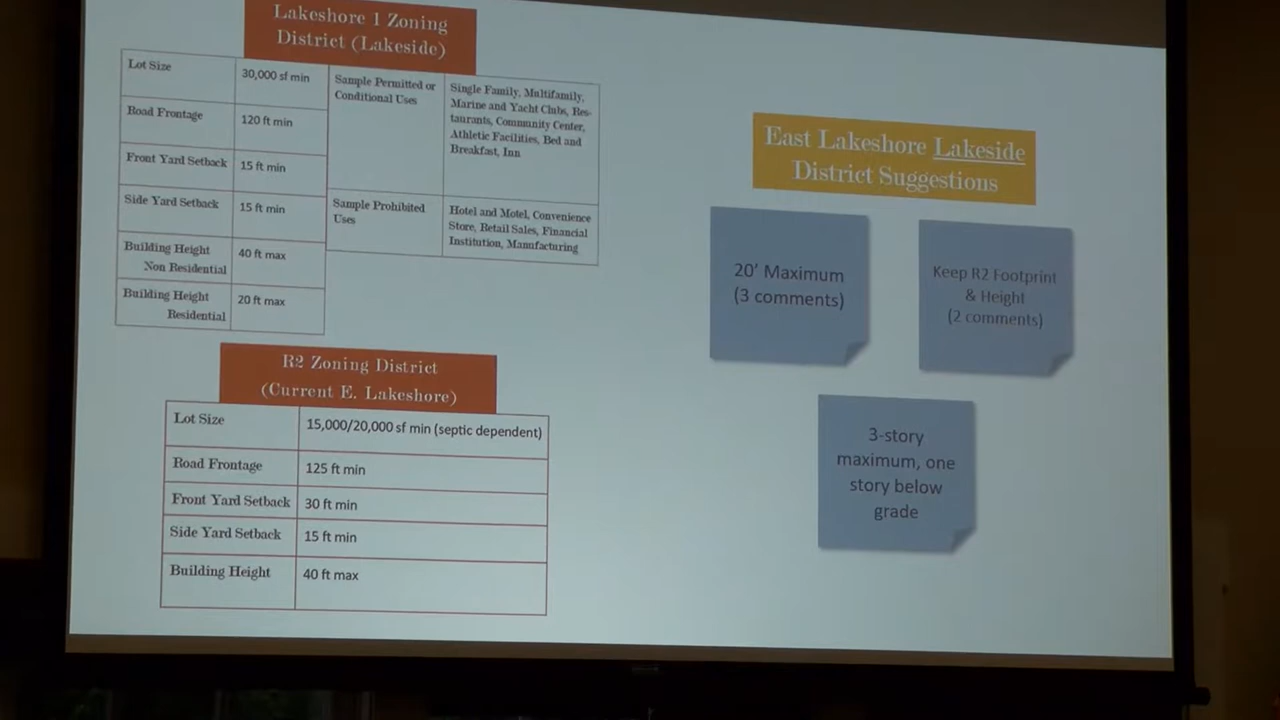 Lakeshore 1 Zoning
District (Lakeside)
Lot Size
30,000 sf min
Road Frontage
120 ft min
Front Yard Setback
15 ft min
Side Yard Setback
15 ft min
Building Height
Non Residential
40 ft max
Building Height
Residential
20 ft max
Sample Permitted or
Conditional Uses
Single Family, Multifamily,
Marine and Yacht Clubs, Res-
taurants, Community Center,
Athletic Facilities, Bed and
Breakfast, Inn
Sample Prohibited
Uses
Hotel and Motel, Convenience
Store, Retail Sales, Financial
Institution, Manufacturing
R2 Zoning District
(Current E. Lakeshore)
Lot Size
15,000/20,000 sf min (septic dependent)
Road Frontage
125 ft min
Front Yard Setback
30 ft min
Side Yard Setback
15 ft min
Building Height
40 ft max
East Lakeshore Lakeside
District Suggestions
20' Maximum
(3 comments)
Keep R2 Footprint
& Height
(2 comments)
3-story
maximum, one
story below
grade